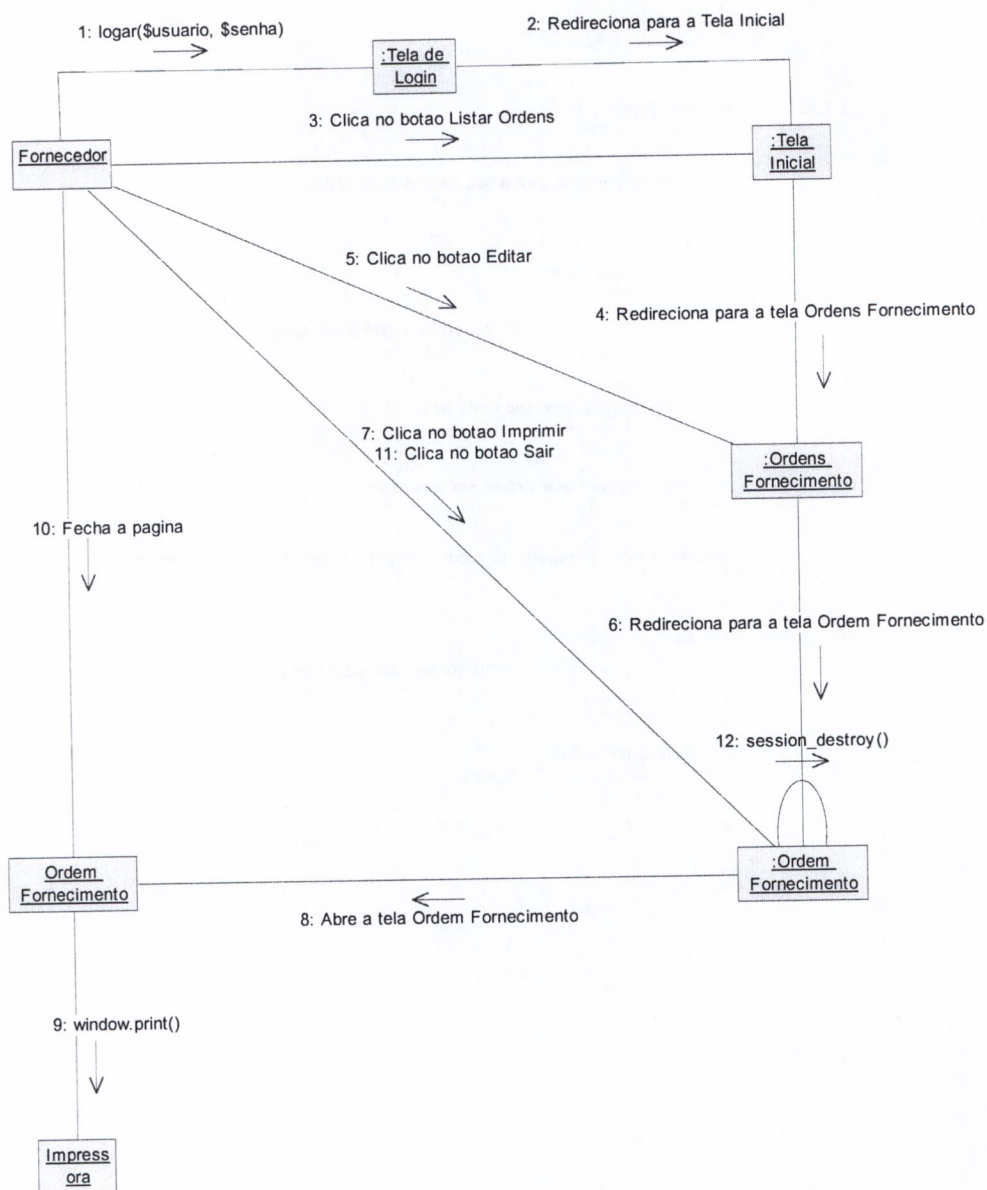 1: logar($usuario, $senha)
2: Redireciona para a Tela Inicial
:Tela de
Login
3: Clica no botao Listar Ordens
Fornecedor
:Tela
Inicial
5: Clica no botao Editar
4: Redireciona para a tela Ordens Fornecimento
7: Clica no botao Imprimir
11: Clica no botao Sair
:Ordens
Fornecimento
10: Fecha a pagina
6: Redireciona para a tela Ordem Fornecimento
12: session_destroy()
Ordem
Fornecimento
:Ordem
Fornecimento
8: Abre a tela Ordem Fornecimento
9: window.print()
Impress
ora